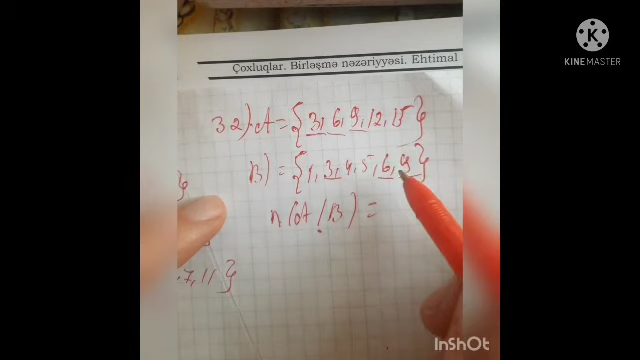 KINEMASTER
Çoxluqlar. Birləşmə nəzəriyyəsi. Ehtimal
32) A = {3, 6, 9, 12, 15}
B) = {1, 3, 4, 5, 6, 9}
n(A / B) =
7, 11}
InShOt